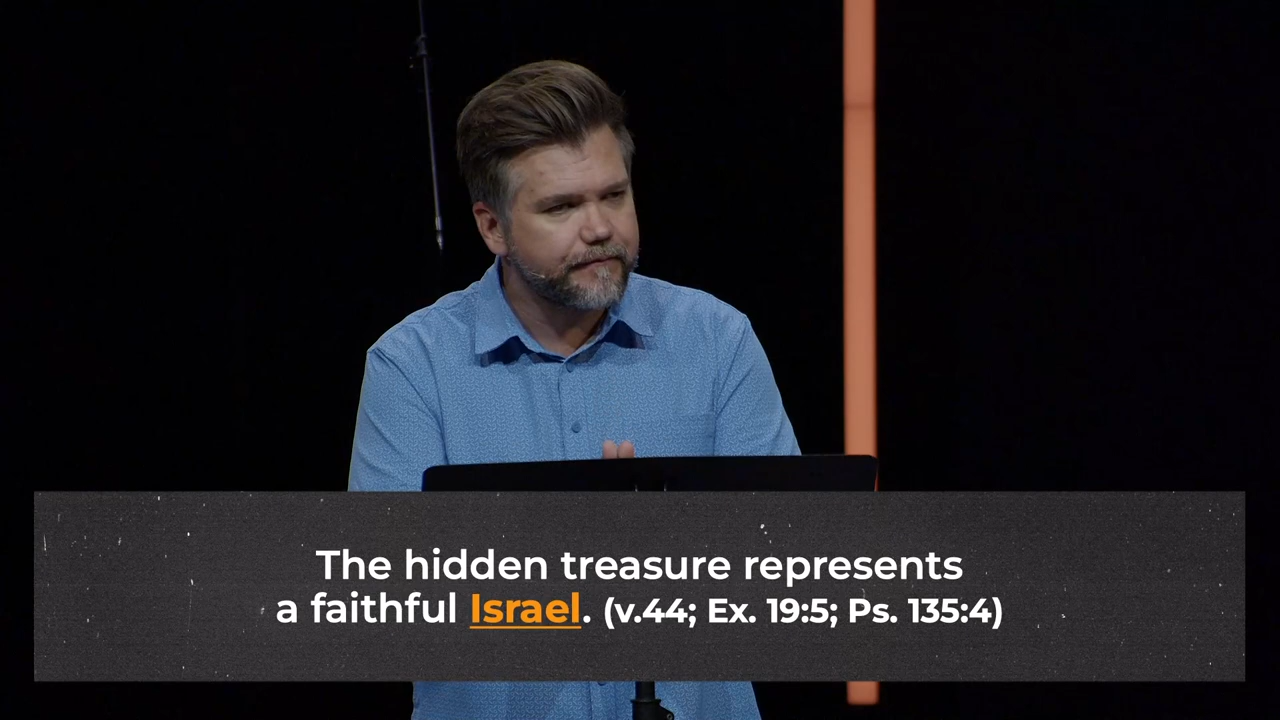 The hidden treasure represents
a faithful Israel. (v.44; Ex. 19:5; Ps. 135:4)